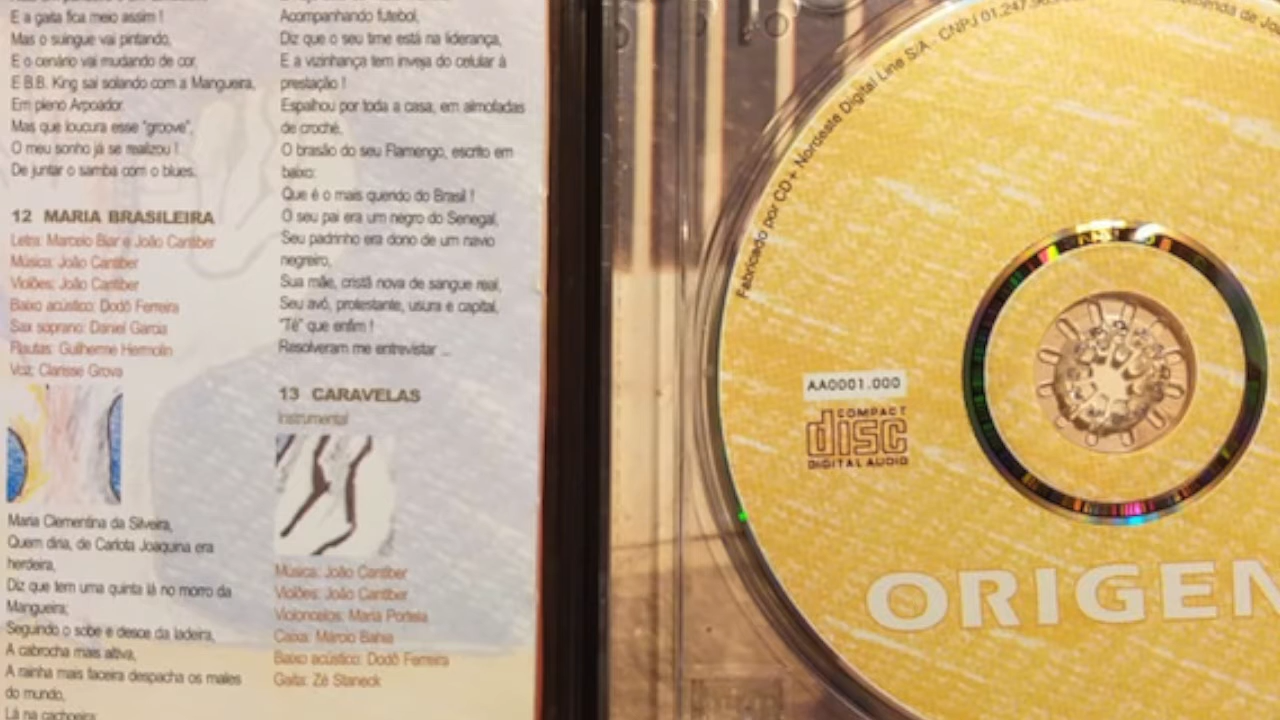 E a gaita fica meio assim !
Mas o suingue vai pintando,
E o cenário vai mudando de cor,
E B.B. King sai solando com a Mangueira,
Em pleno Arpoador.
Mas que loucura esse "groove",
O meu sonho já se realizou !
De juntar o samba com o blues.
12 MARIA BRASILEIRA
Letra: Marcelo Biar e João Cantiber
Música: João Cantiber
Violões: João Cantiber
Baixo acústico: Dodô Ferreira
Sax soprano: Daniel Garcia
Flautas: Guilherme Hermolin
Voz: Clarisse Grova
Maria Clementina da Silveira,
Quem diria, de Carlota Joaquina era
herdeira,
Diz que tem uma quinta lá no morro da
Mangueira;
Seguindo o sobe e desce da ladeira,
A cabrocha mais altiva,
A rainha mais faceira despacha os males
do mundo,
Lá na cachoeira
Acompanhando futebol,
Diz que o seu time está na liderança,
E a vizinhança tem inveja do celular à
prestação !
Espalhou por toda a casa, em almofadas
de crochê,
O brasão do seu Flamengo, escrito em
baixo:
Que é o mais querido do Brasil !
O seu pai era um negro do Senegal,
Seu padrinho era dono de um navio
negreiro,
Sua mãe, cristã nova de sangue real,
Seu avô, protestante, usura e capital,
"Té" que enfim !
Resolveram me entrevistar ...
13 CARAVELAS
Instrumental
Música: João Cantiber
Violões: João Cantiber
Violoncelos: Maria Portela
Caixa: Márcio Bahia
Baixo acústico: Dodô Ferreira
Gaita: Zé Staneck
Fabricado por CD+ Nordeste Digital Line S/A - CNPJ 01.247.
AA0001.000
COMPACT
disc
DIGITAL AUDIO
ORIGEN